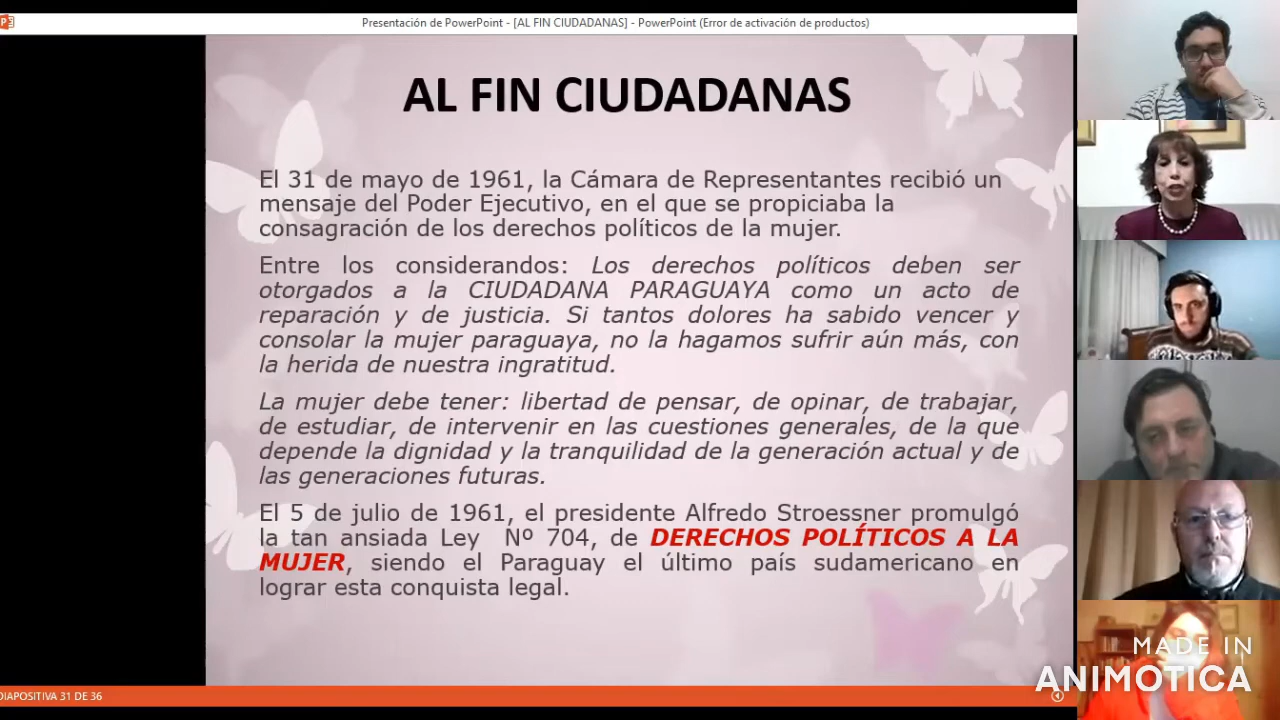 Presentación de PowerPoint - [AL FIN CIUDADANAS] - PowerPoint (Error de activación de productos)
AL FIN CIUDADANAS
El 31 de mayo de 1961, la Cámara de Representantes recibió un
mensaje del Poder Ejecutivo, en el que se propiciaba la
consagración de los derechos políticos de la mujer.
Entre los considerandos: Los derechos políticos deben ser
otorgados a la CIUDADANA PARAGUAYA como un acto de
reparación y de justicia. Si tantos dolores ha sabido vencer y
consolar la mujer paraguaya, no la hagamos sufrir aún más, con
la herida de nuestra ingratitud.
La mujer debe tener: libertad de pensar, de opinar, de trabajar,
de estudiar, de intervenir en las cuestiones generales, de la que
depende la dignidad y la tranquilidad de la generación actual y de
las generaciones futuras.
El 5 de julio de 1961, el presidente Alfredo Stroessner promulgó
la tan ansiada Ley Nº 704, de DERECHOS POLÍTICOS A LA
MUJER, siendo el Paraguay el último país sudamericano en
lograr esta conquista legal.
DIAPOSITIVA 31 DE 36
MADE IN
ANIMOTICA